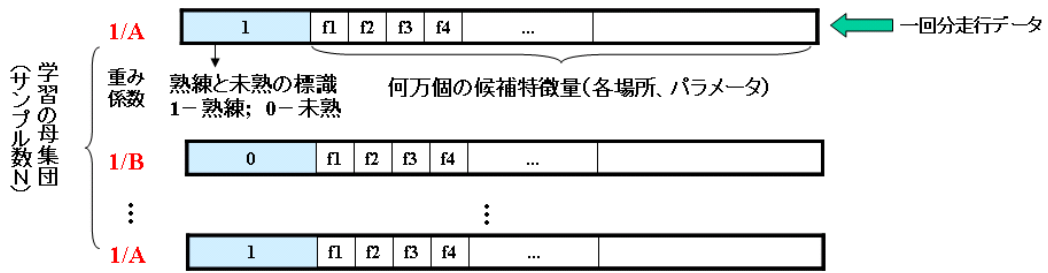 1/A 1 f1 f2 f3 f4 ... 一回分走行データ
重み
係数
熟練と未熟の標識
1－熟練; 0－未熟
何万個の候補特徴量(各場所、パラメータ)
学習の母集団
(サンプル数N)
1/B 0 f1 f2 f3 f4 ...
⋮ ⋮
1/A 1 f1 f2 f3 f4 ...